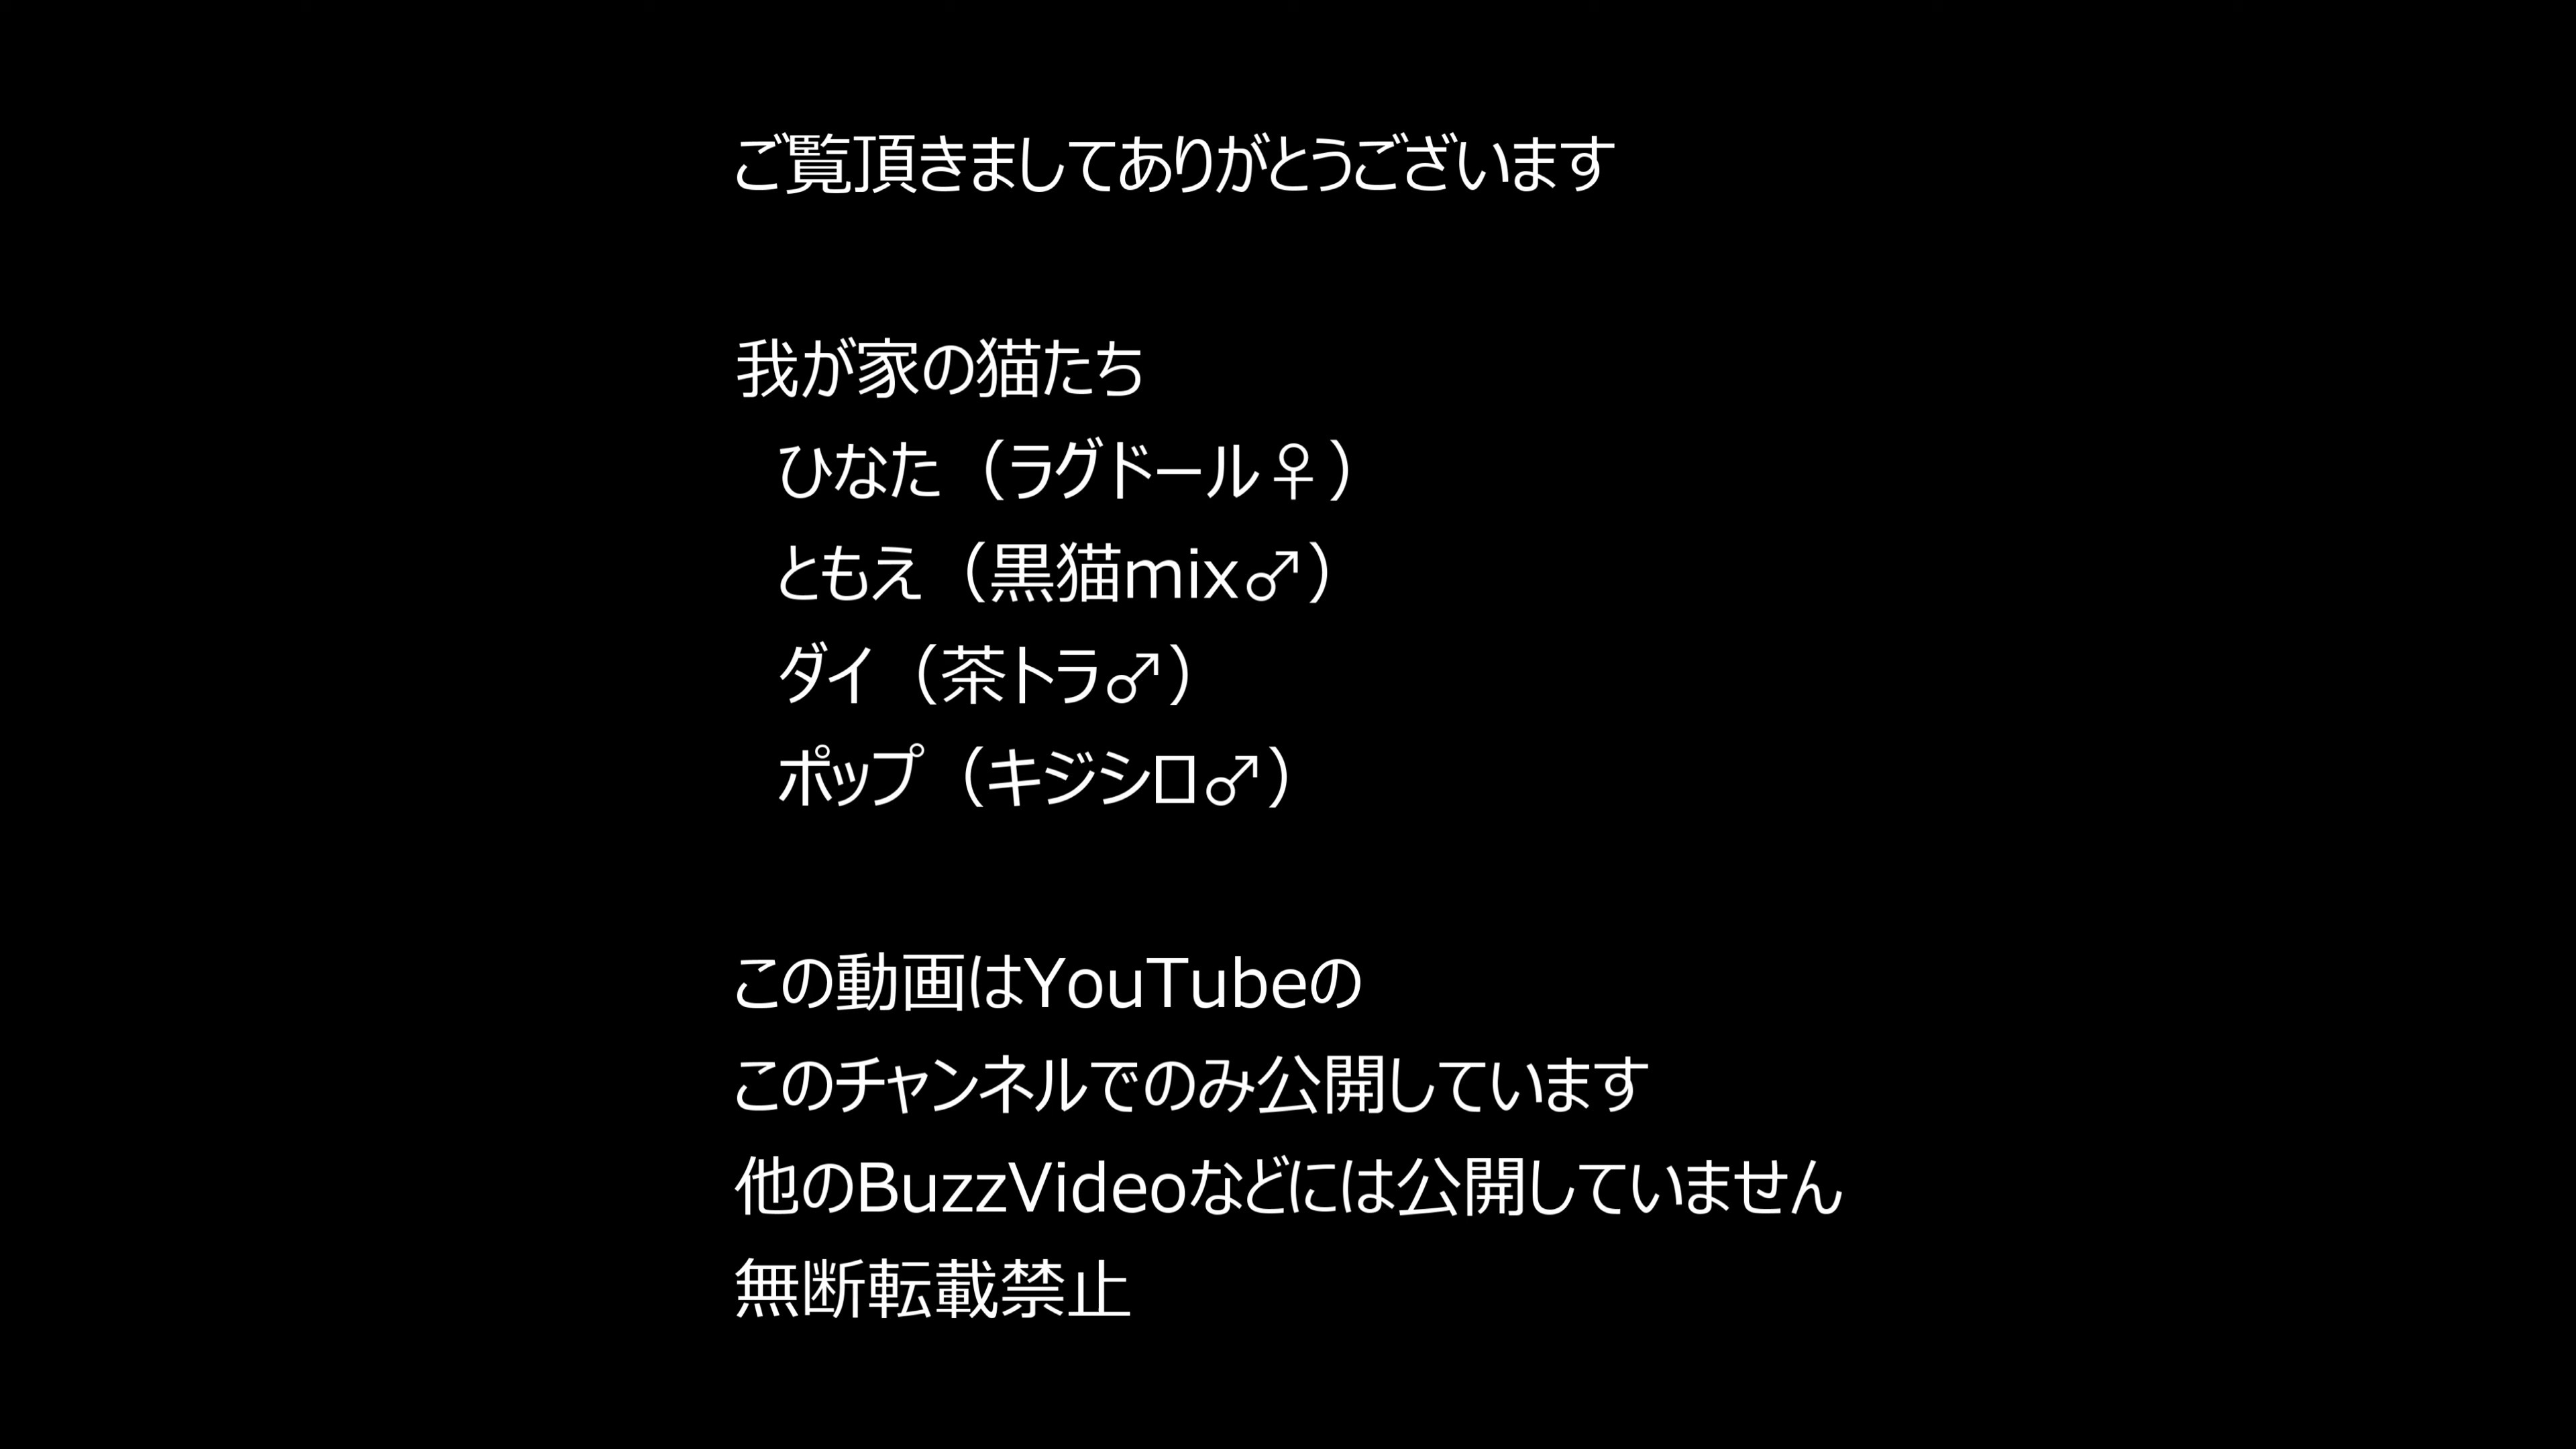 ご覧頂きましてありがとうございます
我が家の猫たち
ひなた（ラグドール♀）
ともえ（黒猫mix♂）
ダイ（茶トラ♂）
ポップ（キジシロ♂）
この動画はYouTubeの
このチャンネルでのみ公開しています
他のBuzzVideoなどには公開していません
無断転載禁止